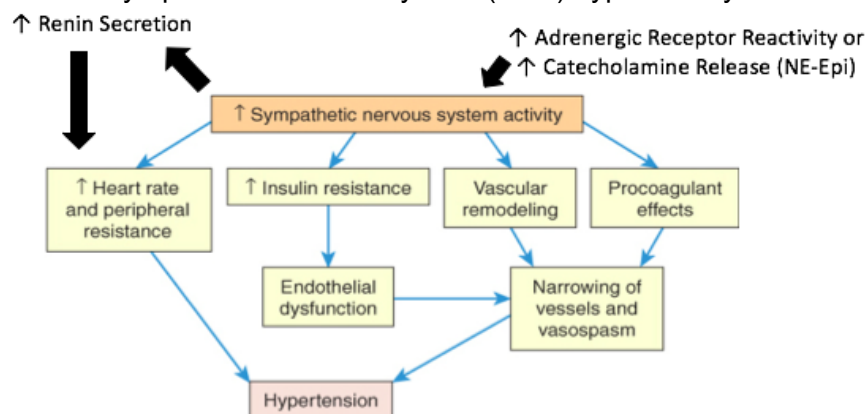 ↑ Renin Secretion
↑ Adrenergic Receptor Reactivity or
↑ Catecholamine Release (NE-Epi)
↑ Sympathetic nervous system activity
↑ Heart rate
and peripheral
resistance
↑ Insulin resistance
Vascular
remodeling
Procoagulant
effects
Endothelial
dysfunction
Narrowing of
vessels and
vasospasm
Hypertension